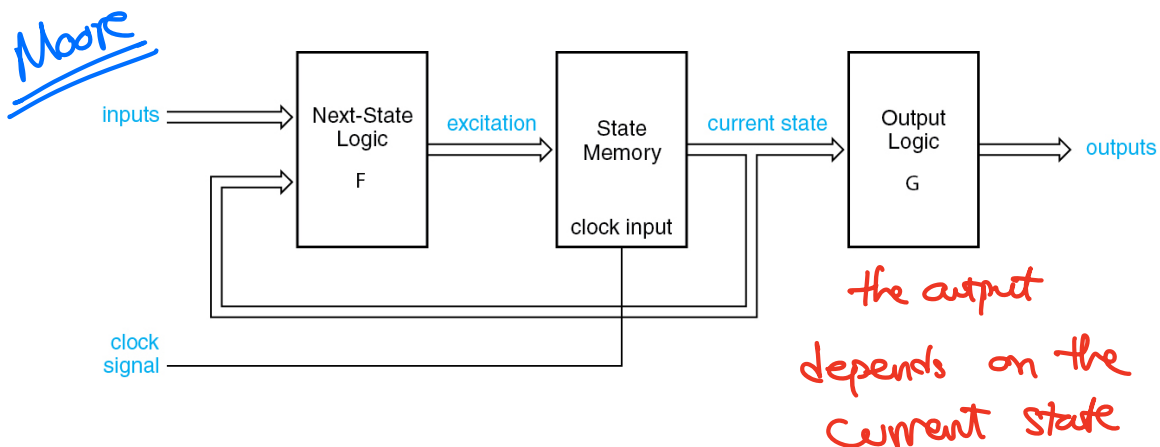 Moore
inputs
Next-State
Logic
F
excitation
State
Memory
clock input
current state
Output
Logic
G
outputs
clock
signal
the output
depends on the
current state